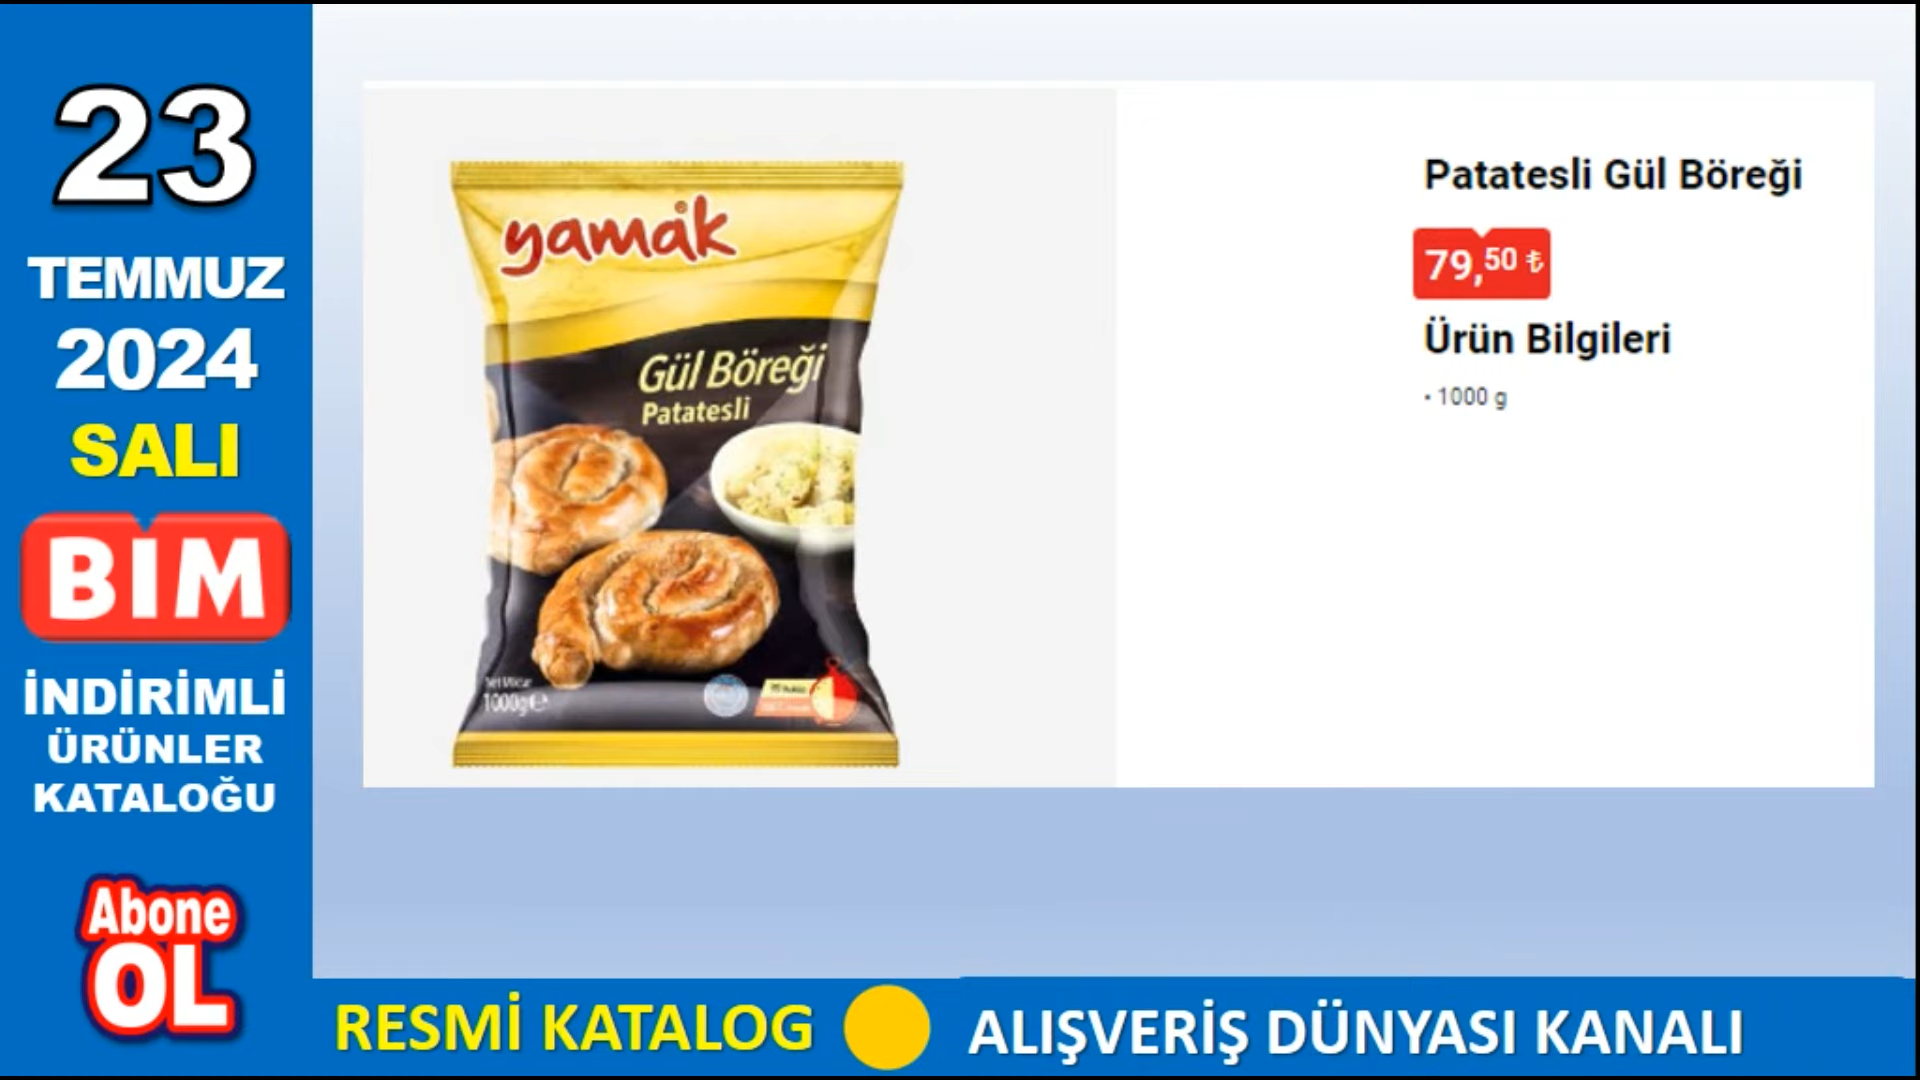 23
TEMMUZ
2024
SALI
BİM
İNDİRİMLİ
ÜRÜNLER
KATALOĞU
Abone
OL
yamak
Gül Böreği
Patatesli
1000g e
Patatesli Gül Böreği
79,50 ₺
Ürün Bilgileri
• 1000 g
RESMİ KATALOG
ALIŞVERİŞ DÜNYASI KANALI